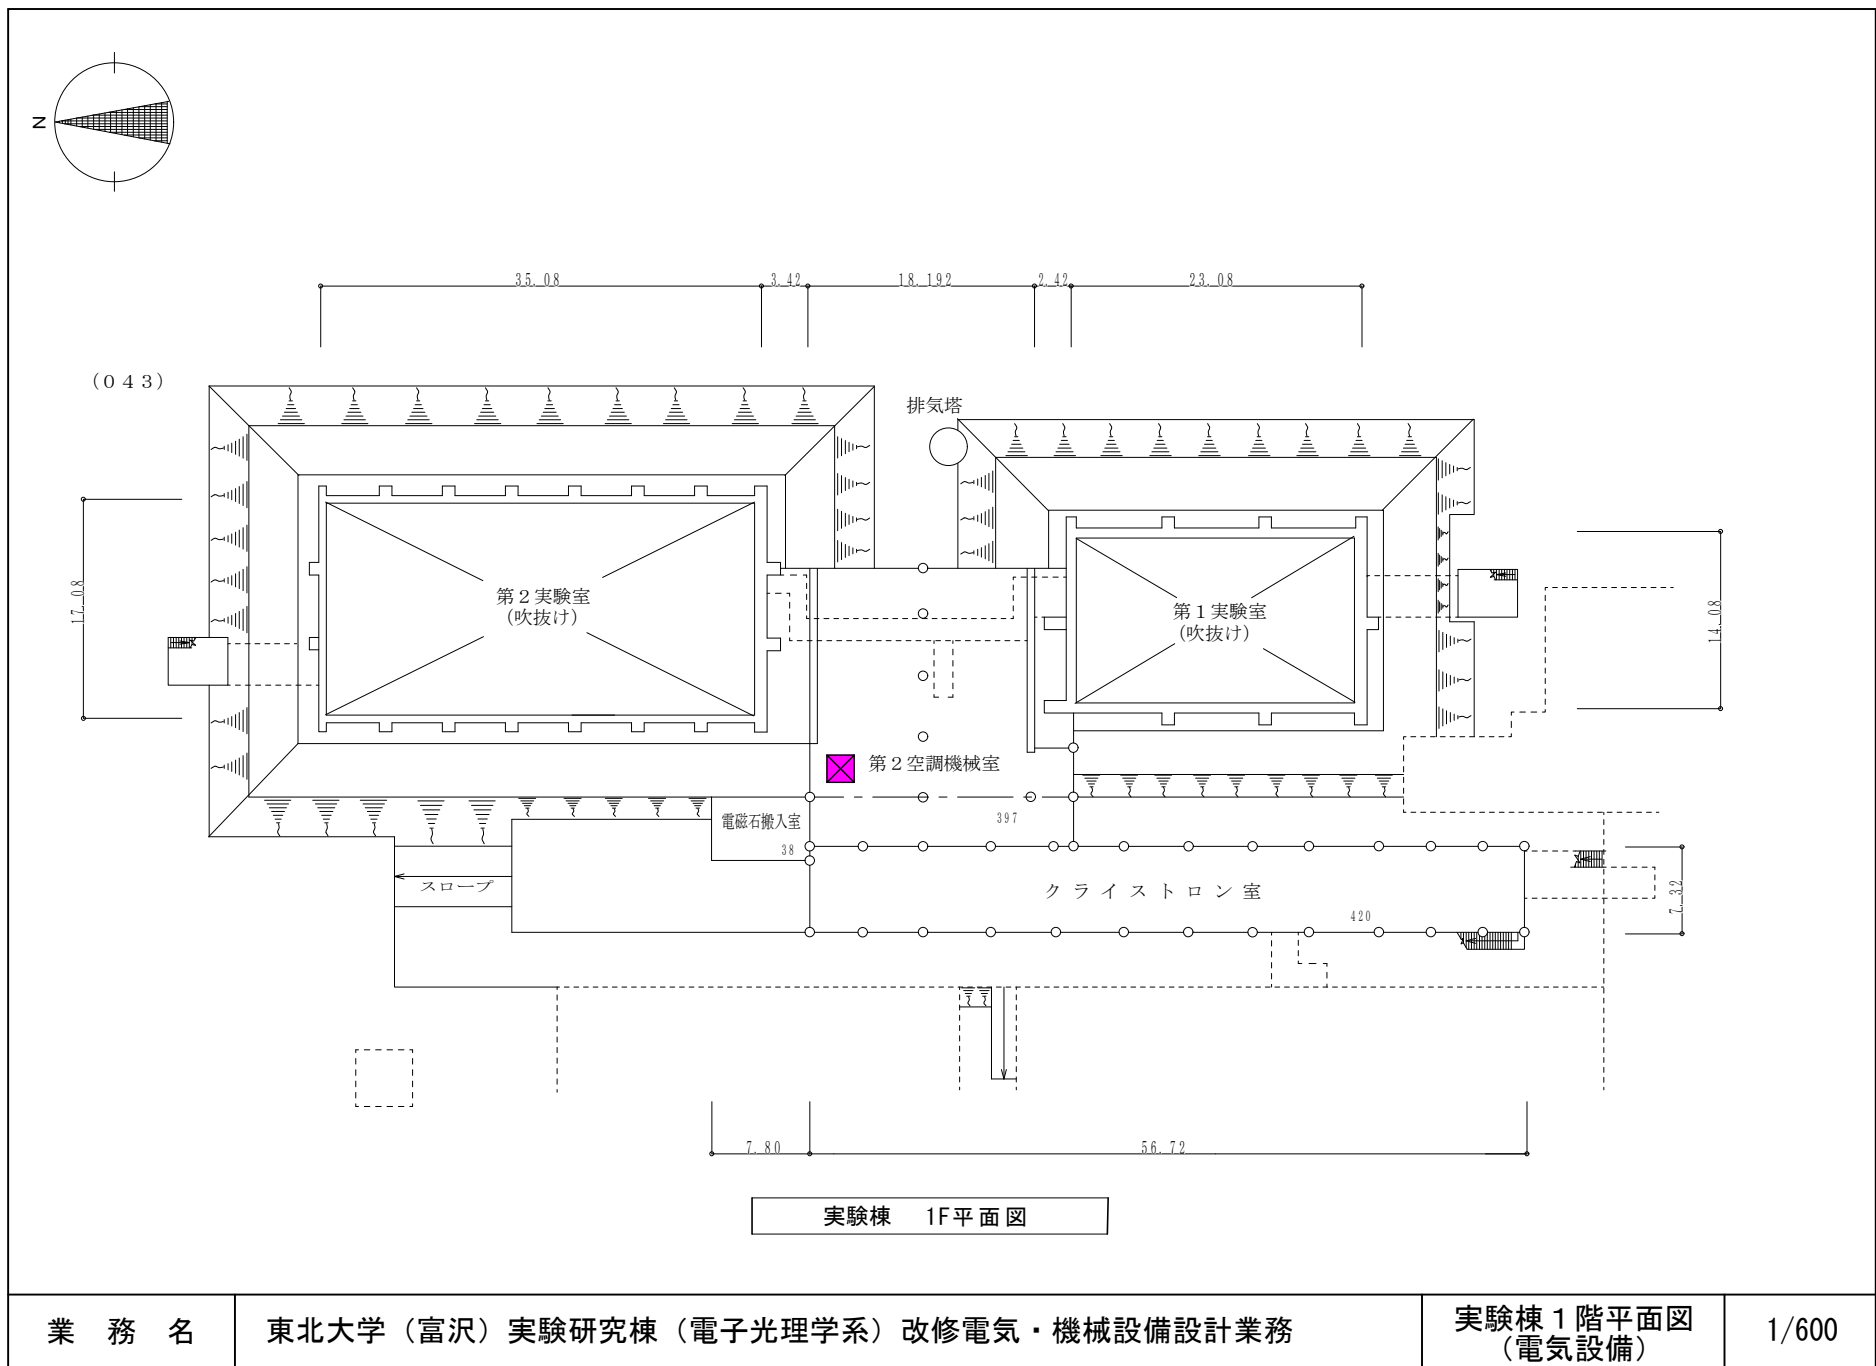 N
35.08
3.42
18.192
2.42
23.08
(043)
排気塔
17.08
第2実験室
(吹抜け)
第1実験室
(吹抜け)
14.08
第2空調機械室
電磁石搬入室
397
38
スロープ
クライストロン室
420
7.32
7.80
56.72
実験棟 1F平面図
業務名
東北大学（富沢）実験研究棟（電子光理学系）改修電気・機械設備設計業務
実験棟１階平面図
（電気設備）
1/600